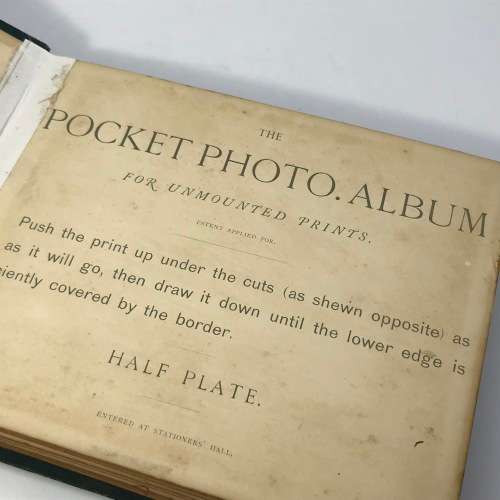 THE
POCKET PHOTO. ALBUM
FOR UNMOUNTED PRINTS.
PATENT APPLIED FOR.
Push the print up under the cuts (as shewn opposite) as
as it will go, then draw it down until the lower edge is
ciently covered by the border.
HALF PLATE.
ENTERED AT STATIONERS' HALL.